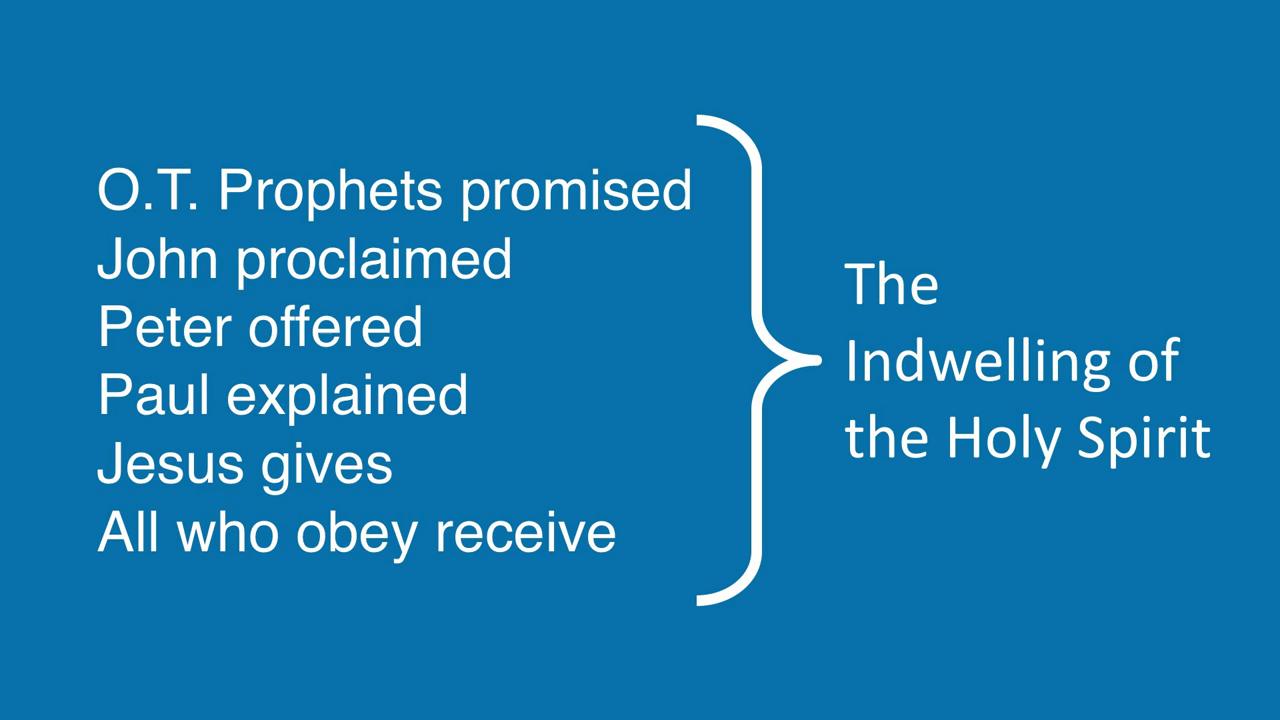 O.T. Prophets promised
John proclaimed
Peter offered
Paul explained
Jesus gives
All who obey receive
The
Indwelling of
the Holy Spirit